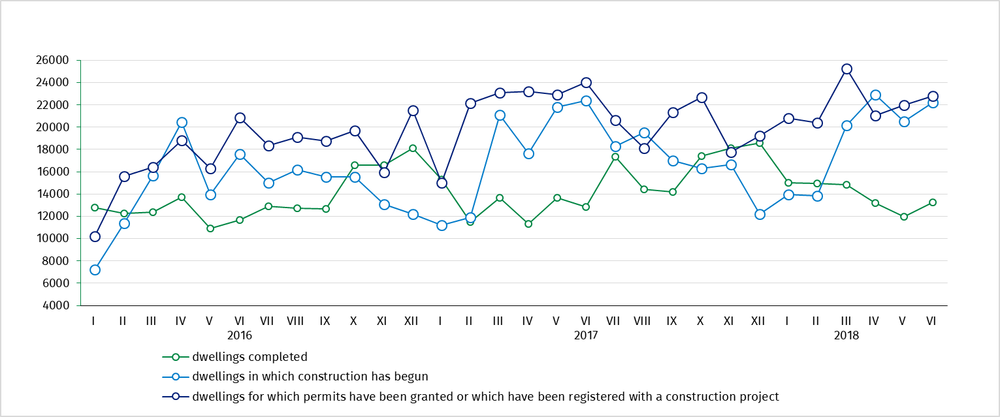 26000
24000
22000
20000
18000
16000
14000
12000
10000
8000
6000
4000
I II III IV V VI VII VIII IX X XI XII I II III IV V VI VII VIII IX X XI XII I II III IV V VI
2016 2017 2018
dwellings completed
dwellings in which construction has begun
dwellings for which permits have been granted or which have been registered with a construction project